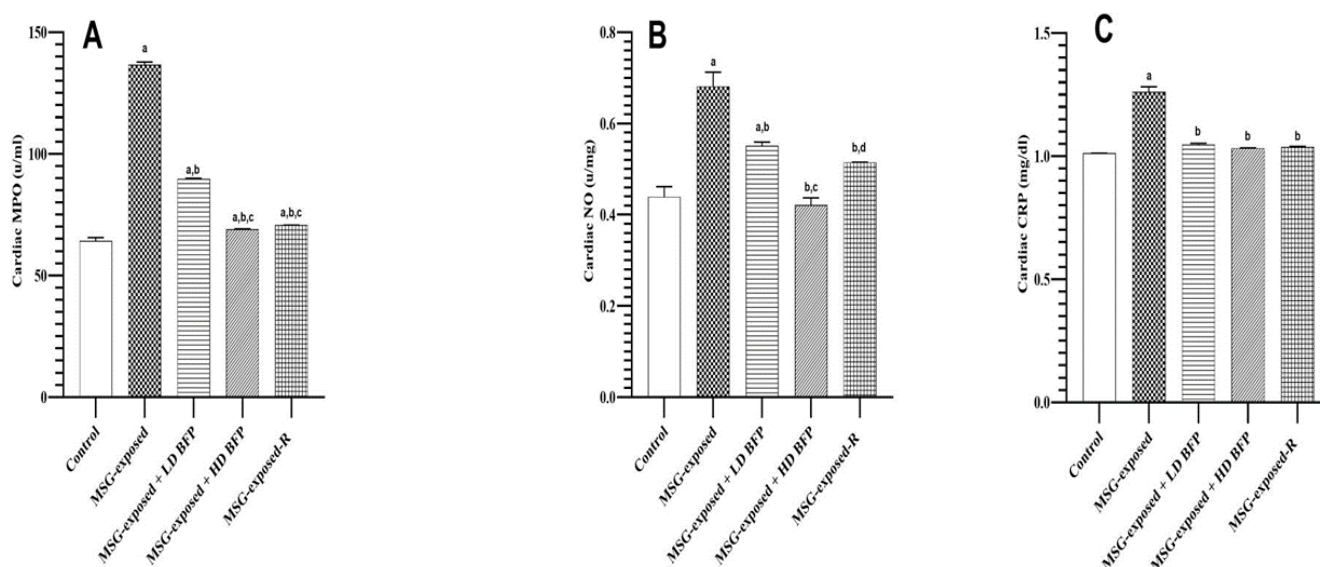 A
Cardiac MPO (u/ml)
150
100
50
0
a
a,b
a,b,c
a,b,c
Control
MSG-exposed
MSG-exposed + LD BFP
MSG-exposed + HD BFP
MSG-exposed-R
B
Cardiac NO (u/mg)
0.8
0.6
0.4
0.2
0.0
a
a,b
b,c
b,d
Control
MSG-exposed
MSG-exposed + LD BFP
MSG-exposed + HD BFP
MSG-exposed-R
C
Cardiac CRP (mg/dl)
1.5
1.0
0.5
0.0
a
b
b
b
Control
MSG-exposed
MSG-exposed + LD BFP
MSG-exposed + HD BFP
MSG-exposed-R